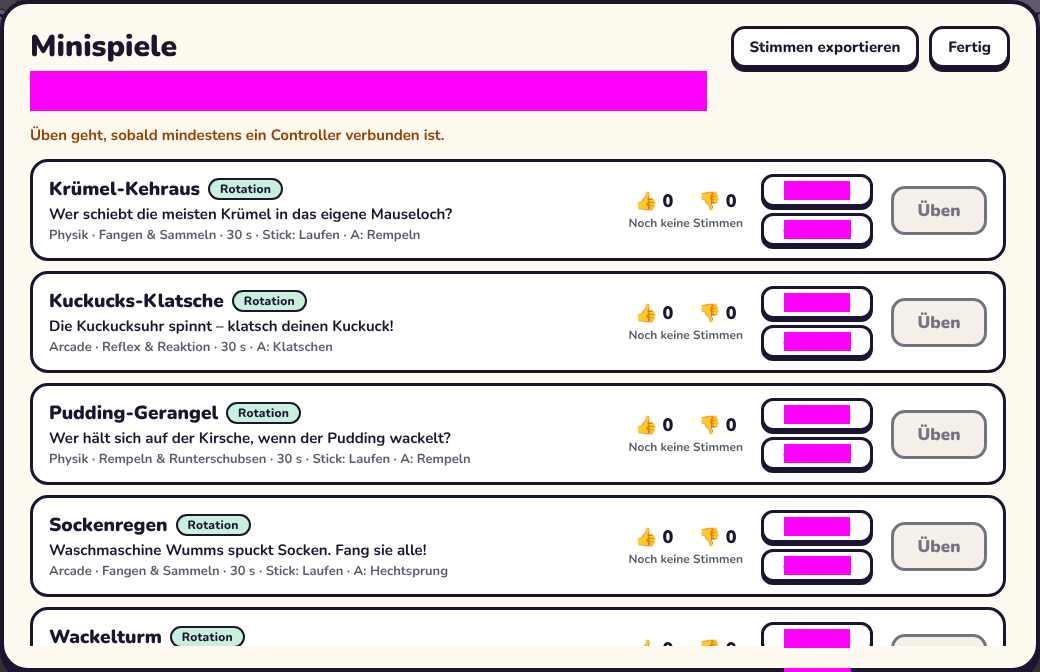 Minispiele
Stimmen exportieren
Fertig
Üben geht, sobald mindestens ein Controller verbunden ist.
Krümel-Kehraus Rotation
Wer schiebt die meisten Krümel in das eigene Mauseloch?
Physik · Fangen & Sammeln · 30 s · Stick: Laufen · A: Rempeln
👍 0 👎 0
Noch keine Stimmen
Üben
Kuckucks-Klatsche Rotation
Die Kuckucksuhr spinnt – klatsch deinen Kuckuck!
Arcade · Reflex & Reaktion · 30 s · A: Klatschen
👍 0 👎 0
Noch keine Stimmen
Üben
Pudding-Gerangel Rotation
Wer hält sich auf der Kirsche, wenn der Pudding wackelt?
Physik · Rempeln & Runterschubsen · 30 s · Stick: Laufen · A: Rempeln
👍 0 👎 0
Noch keine Stimmen
Üben
Sockenregen Rotation
Waschmaschine Wumms spuckt Socken. Fang sie alle!
Arcade · Fangen & Sammeln · 30 s · Stick: Laufen · A: Hechtsprung
👍 0 👎 0
Noch keine Stimmen
Üben
Wackelturm Rotation